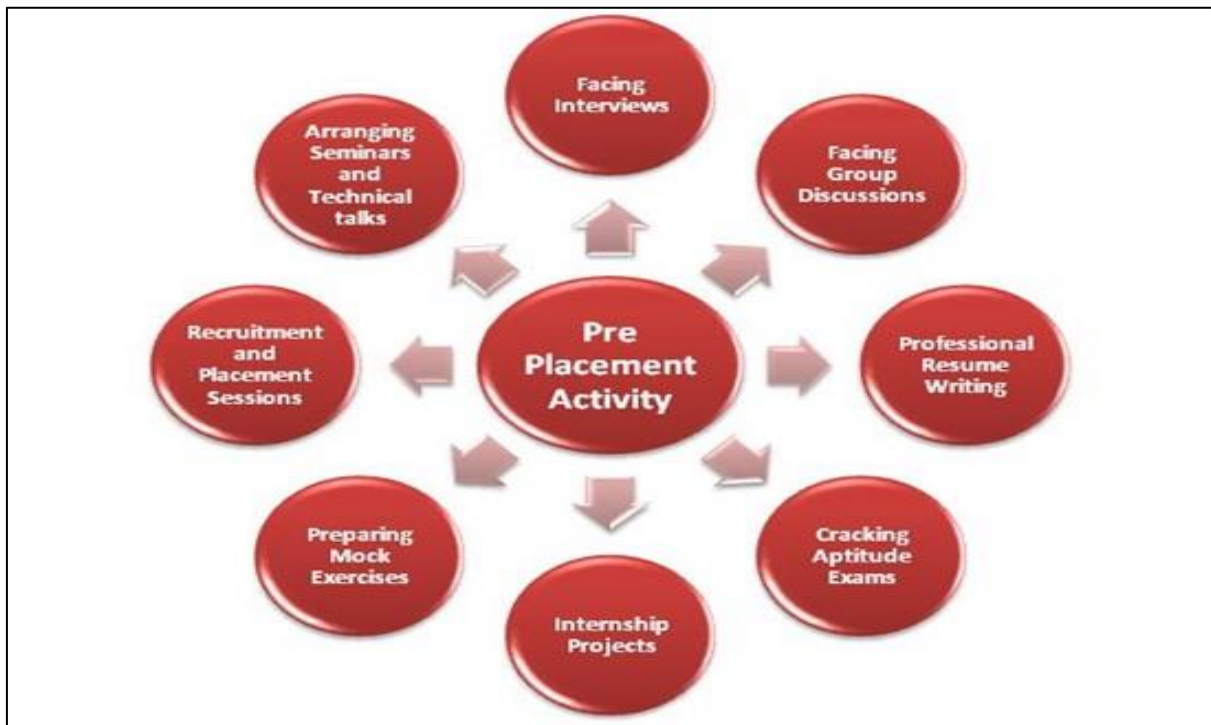 Facing
Interviews
Arranging
Seminars
and
Technical
talks
Facing
Group
Discussions
Recruitment
and
Placement
Sessions
Pre
Placement
Activity
Professional
Resume
Writing
Preparing
Mock
Exercises
Cracking
Aptitude
Exams
Internship
Projects